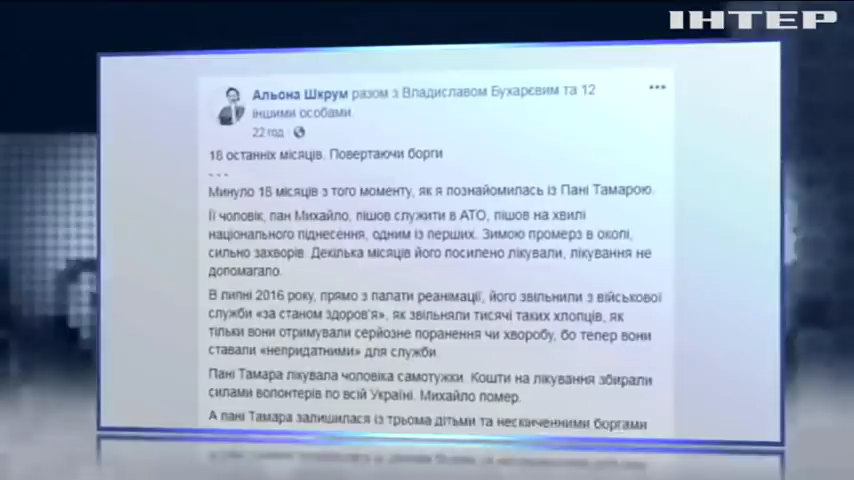 ІНТЕР
Альона Шкрум разом з Владиславом Бухарєвим та 12
іншими особами.
22 год ·
18 останніх місяців. Повертаючи борги
- - -
Минуло 18 місяців з того моменту, як я познайомилась із Пані Тамарою.
Її чоловік, пан Михайло, пішов служити в АТО, пішов на хвилі
національного піднесення, одним із перших. Зимою промерз в окопі,
сильно захворів. Декілька місяців його посилено лікували, лікування не
допомагало.
В липні 2016 року, прямо з палати реанімації, його звільнили з військової
служби «за станом здоров'я», як звільняли тисячі таких хлопців, як
тільки вони отримували серйозне поранення чи хворобу, бо тепер вони
ставали «непридатними» для служби.
Пані Тамара лікувала чоловіка самотужки. Кошти на лікування збирали
силами волонтерів по всій Україні. Михайло помер.
А пані Тамара залишилася із трьома дітьми та нескінченними боргами